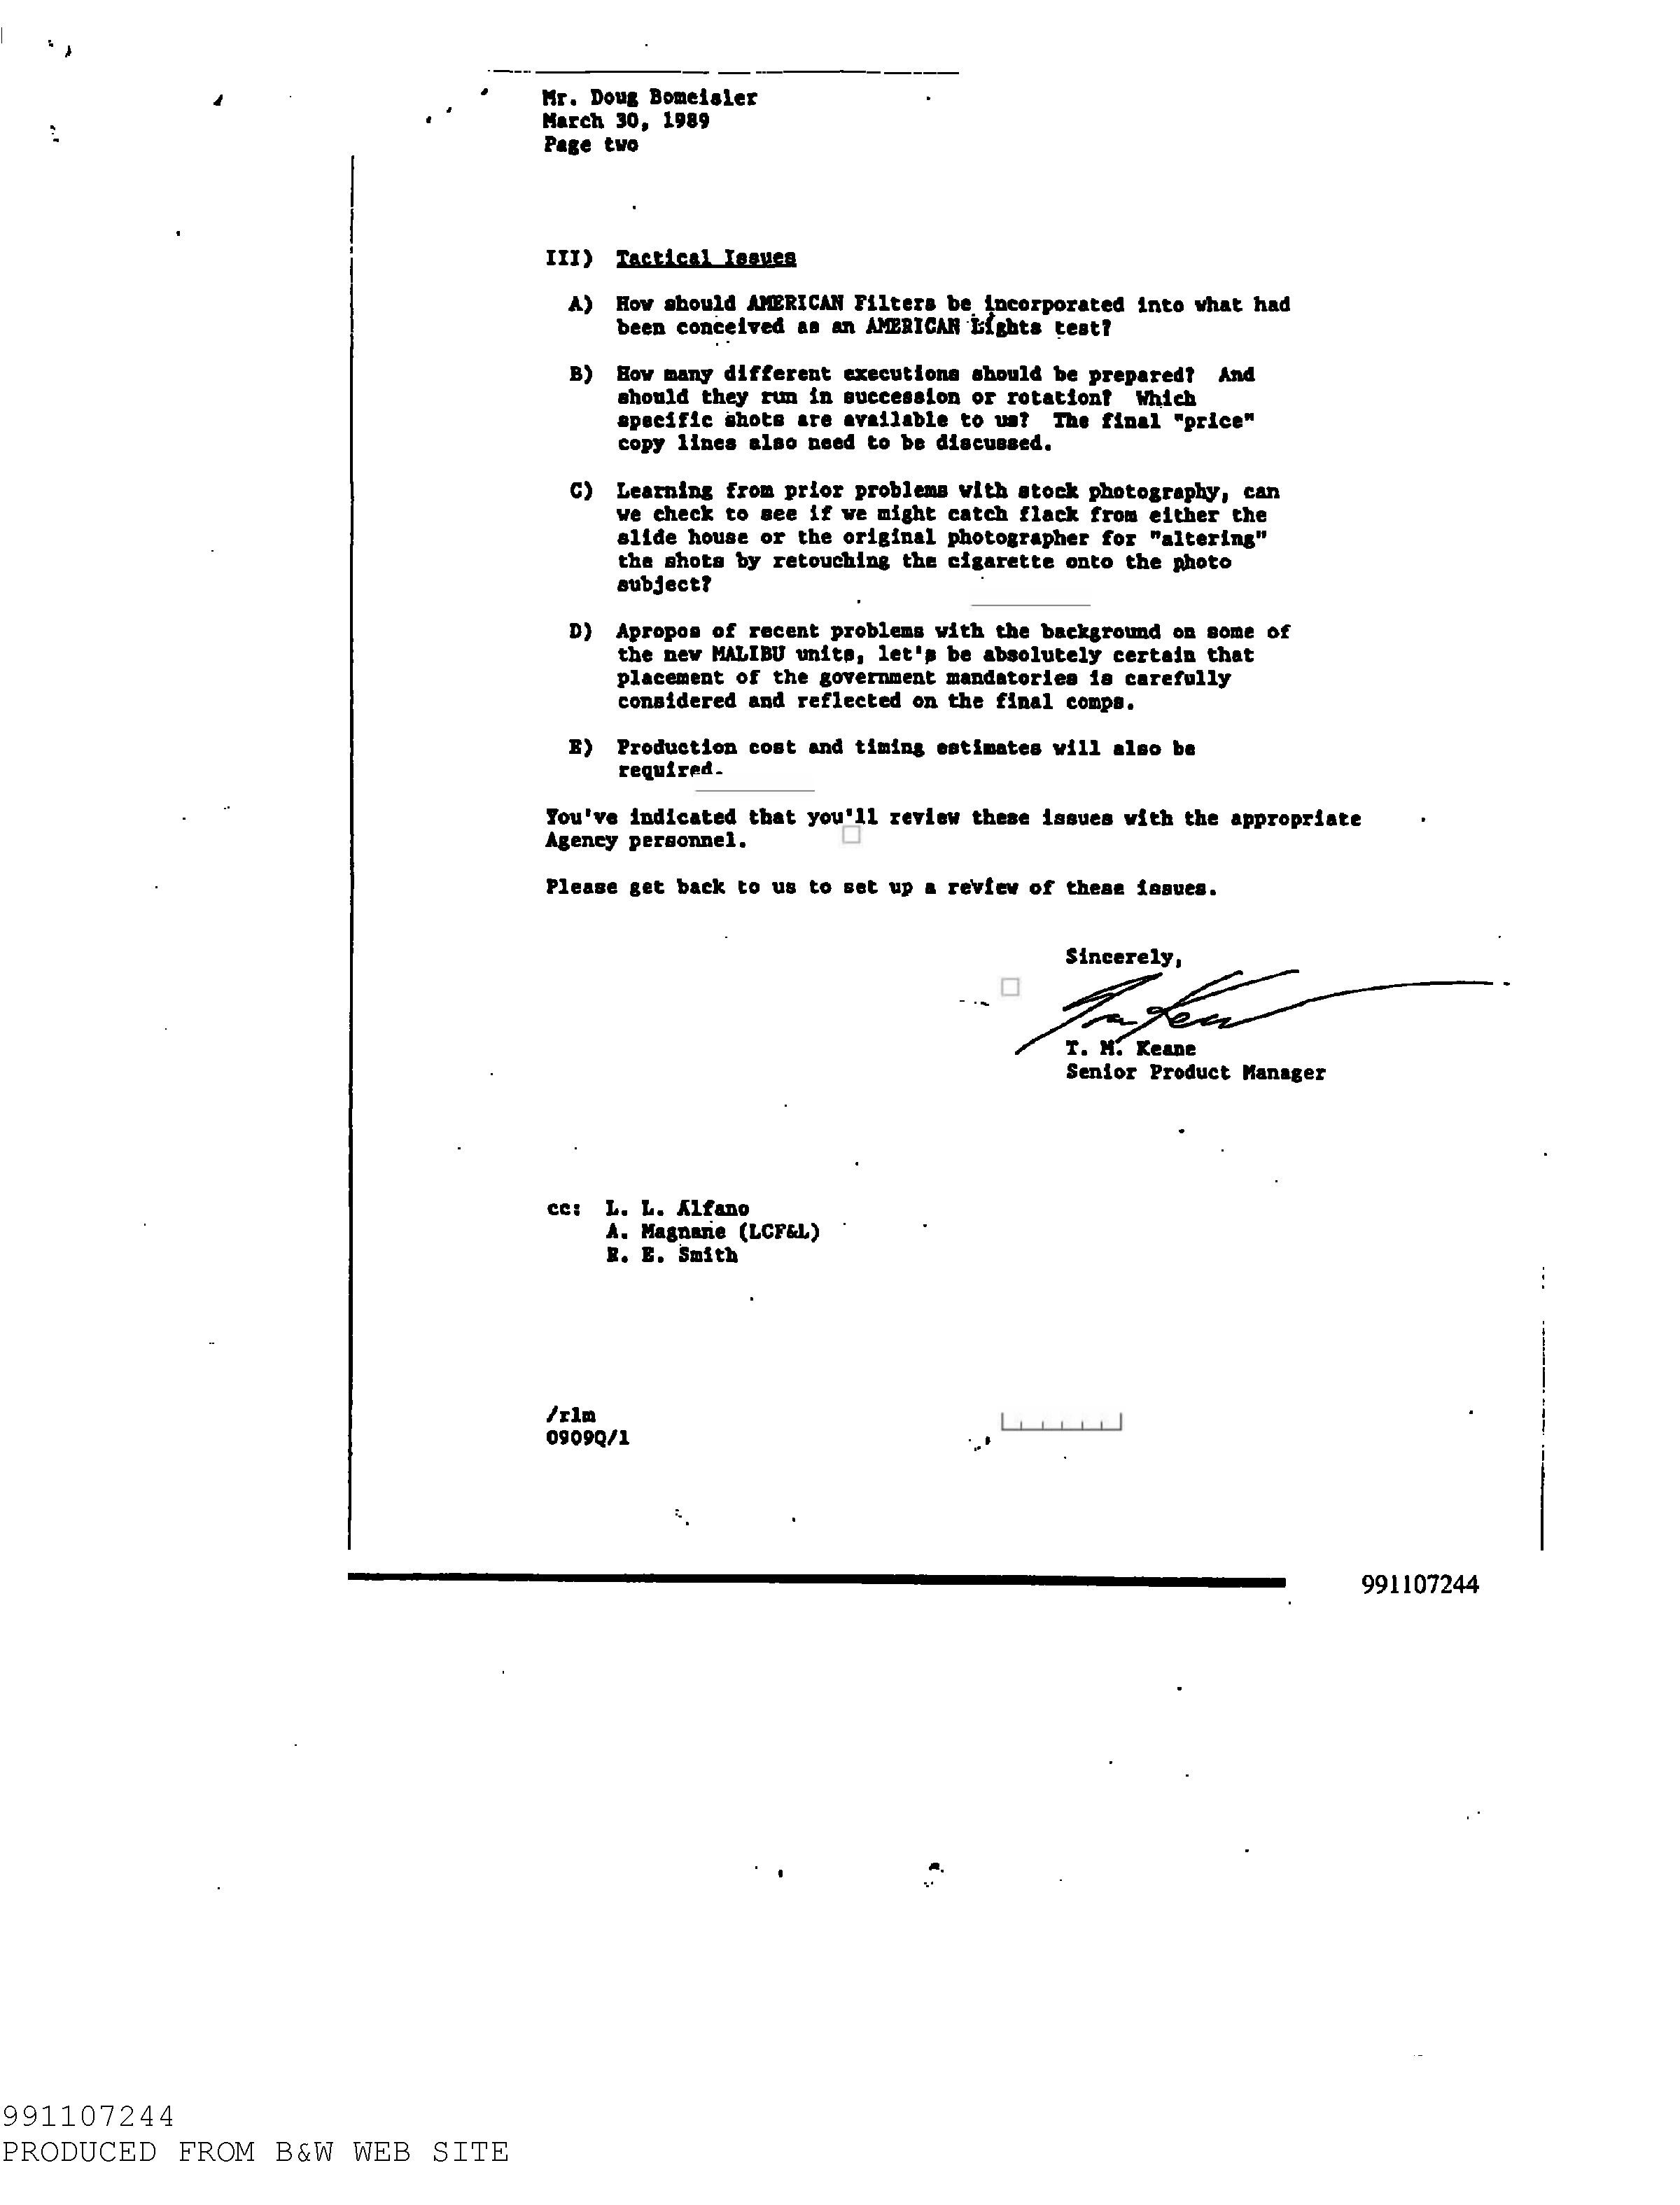 Mr. Doug Bomeisler
March 30, 1989
Page two
III) Tactical Issues
A) How should AMERICAN Filters be incorporated into what had
been conceived as an AMERICAN Lights test?
B) How many different executions should be prepared? And
should they run in succession or rotation? Which
specific shots are available to us? The final "price"
copy lines also need to be discussed.
C) Learning from prior problems with stock photography, can
we check to see if we might catch flack from either the
slide house or the original photographer for "altering"
the shots by retouching the cigarette onto the photo
subject?
D) Apropos of recent problems with the background on some of
the new MALIBU units, let's be absolutely certain that
placement of the government mandatories is carefully
considered and reflected on the final comps.
E) Production cost and timing estimates will also be
required.
You've indicated that you'll review these issues with the appropriate
Agency personnel.
Please get back to us to set up a review of these issues.
Sincerely,
T. M. Keane
Senior Product Manager
cc: L. L. Alfano
A. Magnane (LCF&L)
R. E. Smith
/rlm
0909Q/1
991107244
991107244
PRODUCED FROM B&W WEB SITE